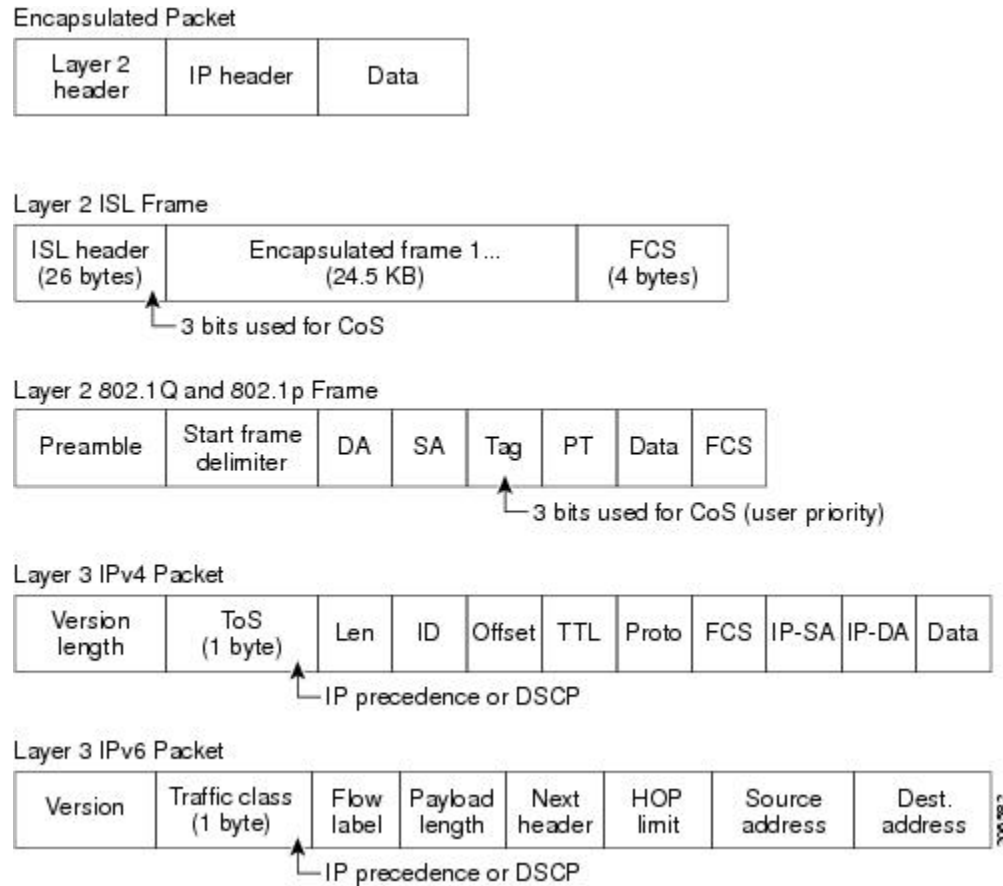 Encapsulated Packet
Layer 2 header
IP header
Data
Layer 2 ISL Frame
ISL header (26 bytes)
Encapsulated frame 1... (24.5 KB)
FCS (4 bytes)
3 bits used for CoS
Layer 2 802.1Q and 802.1p Frame
Preamble
Start frame delimiter
DA
SA
Tag
PT
Data
FCS
3 bits used for CoS (user priority)
Layer 3 IPv4 Packet
Version length
ToS (1 byte)
Len
ID
Offset
TTL
Proto
FCS
IP-SA
IP-DA
Data
IP precedence or DSCP
Layer 3 IPv6 Packet
Version
Traffic class (1 byte)
Flow label
Payload length
Next header
HOP limit
Source address
Dest. address
IP precedence or DSCP